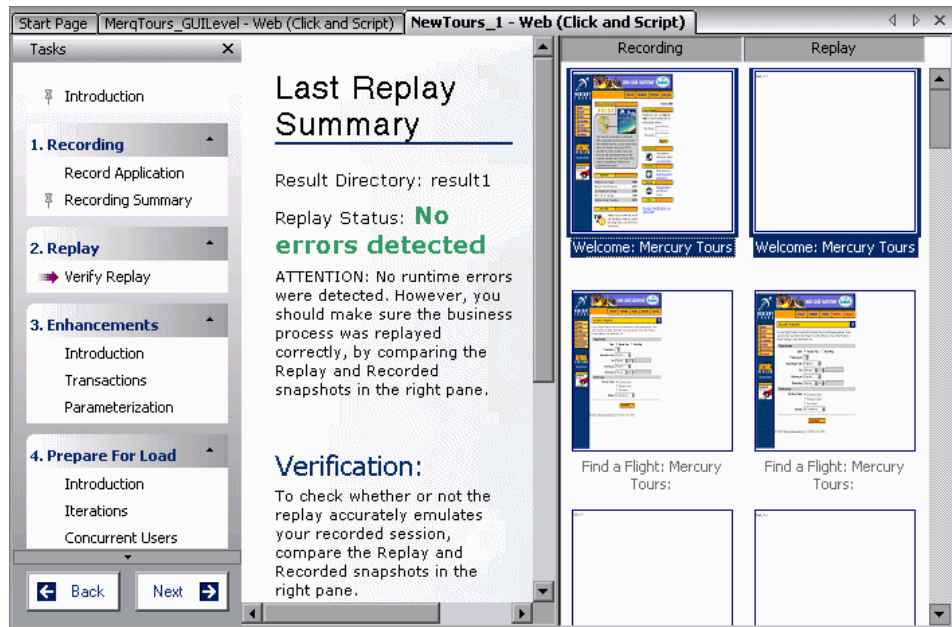 Start Page
MerqTours_GUILevel - Web (Click and Script)
NewTours_1 - Web (Click and Script)
Tasks
Introduction
1. Recording
Record Application
Recording Summary
2. Replay
Verify Replay
3. Enhancements
Introduction
Transactions
Parameterization
4. Prepare For Load
Introduction
Iterations
Concurrent Users
Back
Next
Last Replay
Summary
Result Directory: result1
Replay Status: No
errors detected
ATTENTION: No runtime errors
were detected. However, you
should make sure the business
process was replayed
correctly, by comparing the
Replay and Recorded
snapshots in the right pane.
Verification:
To check whether or not the
replay accurately emulates
your recorded session,
compare the Replay and
Recorded snapshots in the
right pane.
Recording
Replay
Welcome: Mercury Tours
Welcome: Mercury Tours
Find a Flight: Mercury
Tours:
Find a Flight: Mercury
Tours: